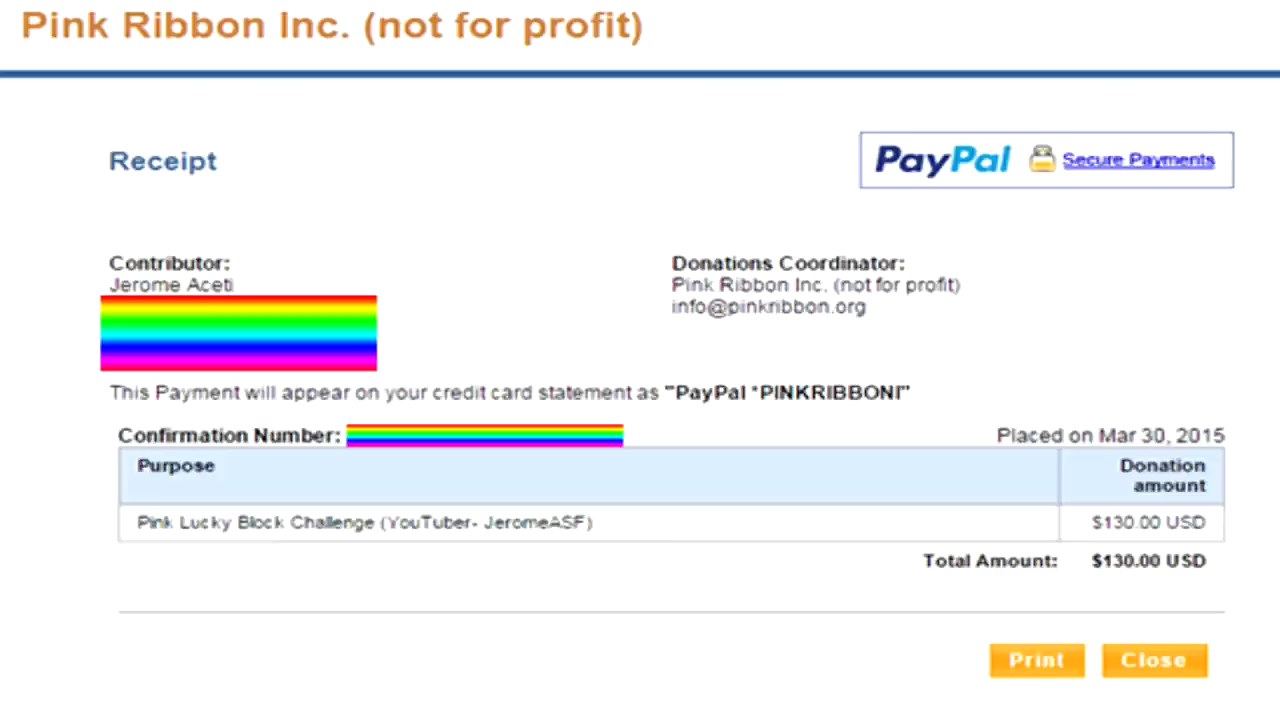 Pink Ribbon Inc. (not for profit)
Receipt
PayPal Secure Payments
Contributor:
Jerome Aceti
Donations Coordinator:
Pink Ribbon Inc. (not for profit)
info@pinkribbon.org
This Payment will appear on your credit card statement as "PayPal *PINKRIBBONI"
Confirmation Number:
Placed on Mar 30, 2015
Purpose
Donation
amount
Pink Lucky Block Challenge (YouTuber- JeromeASF)
$130.00 USD
Total Amount: $130.00 USD
Print Close